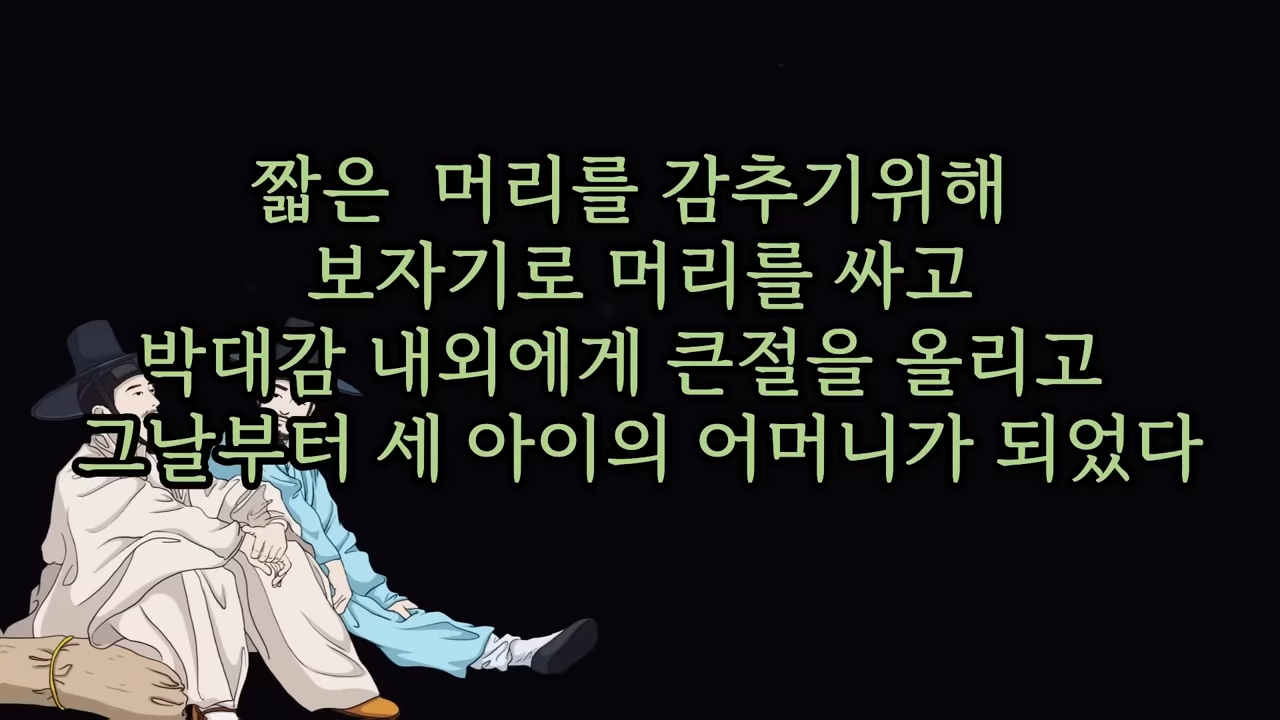 짧은  머리를 감추기위해
보자기로 머리를 싸고
박대감 내외에게 큰절을 올리고
그날부터 세 아이의 어머니가 되었다